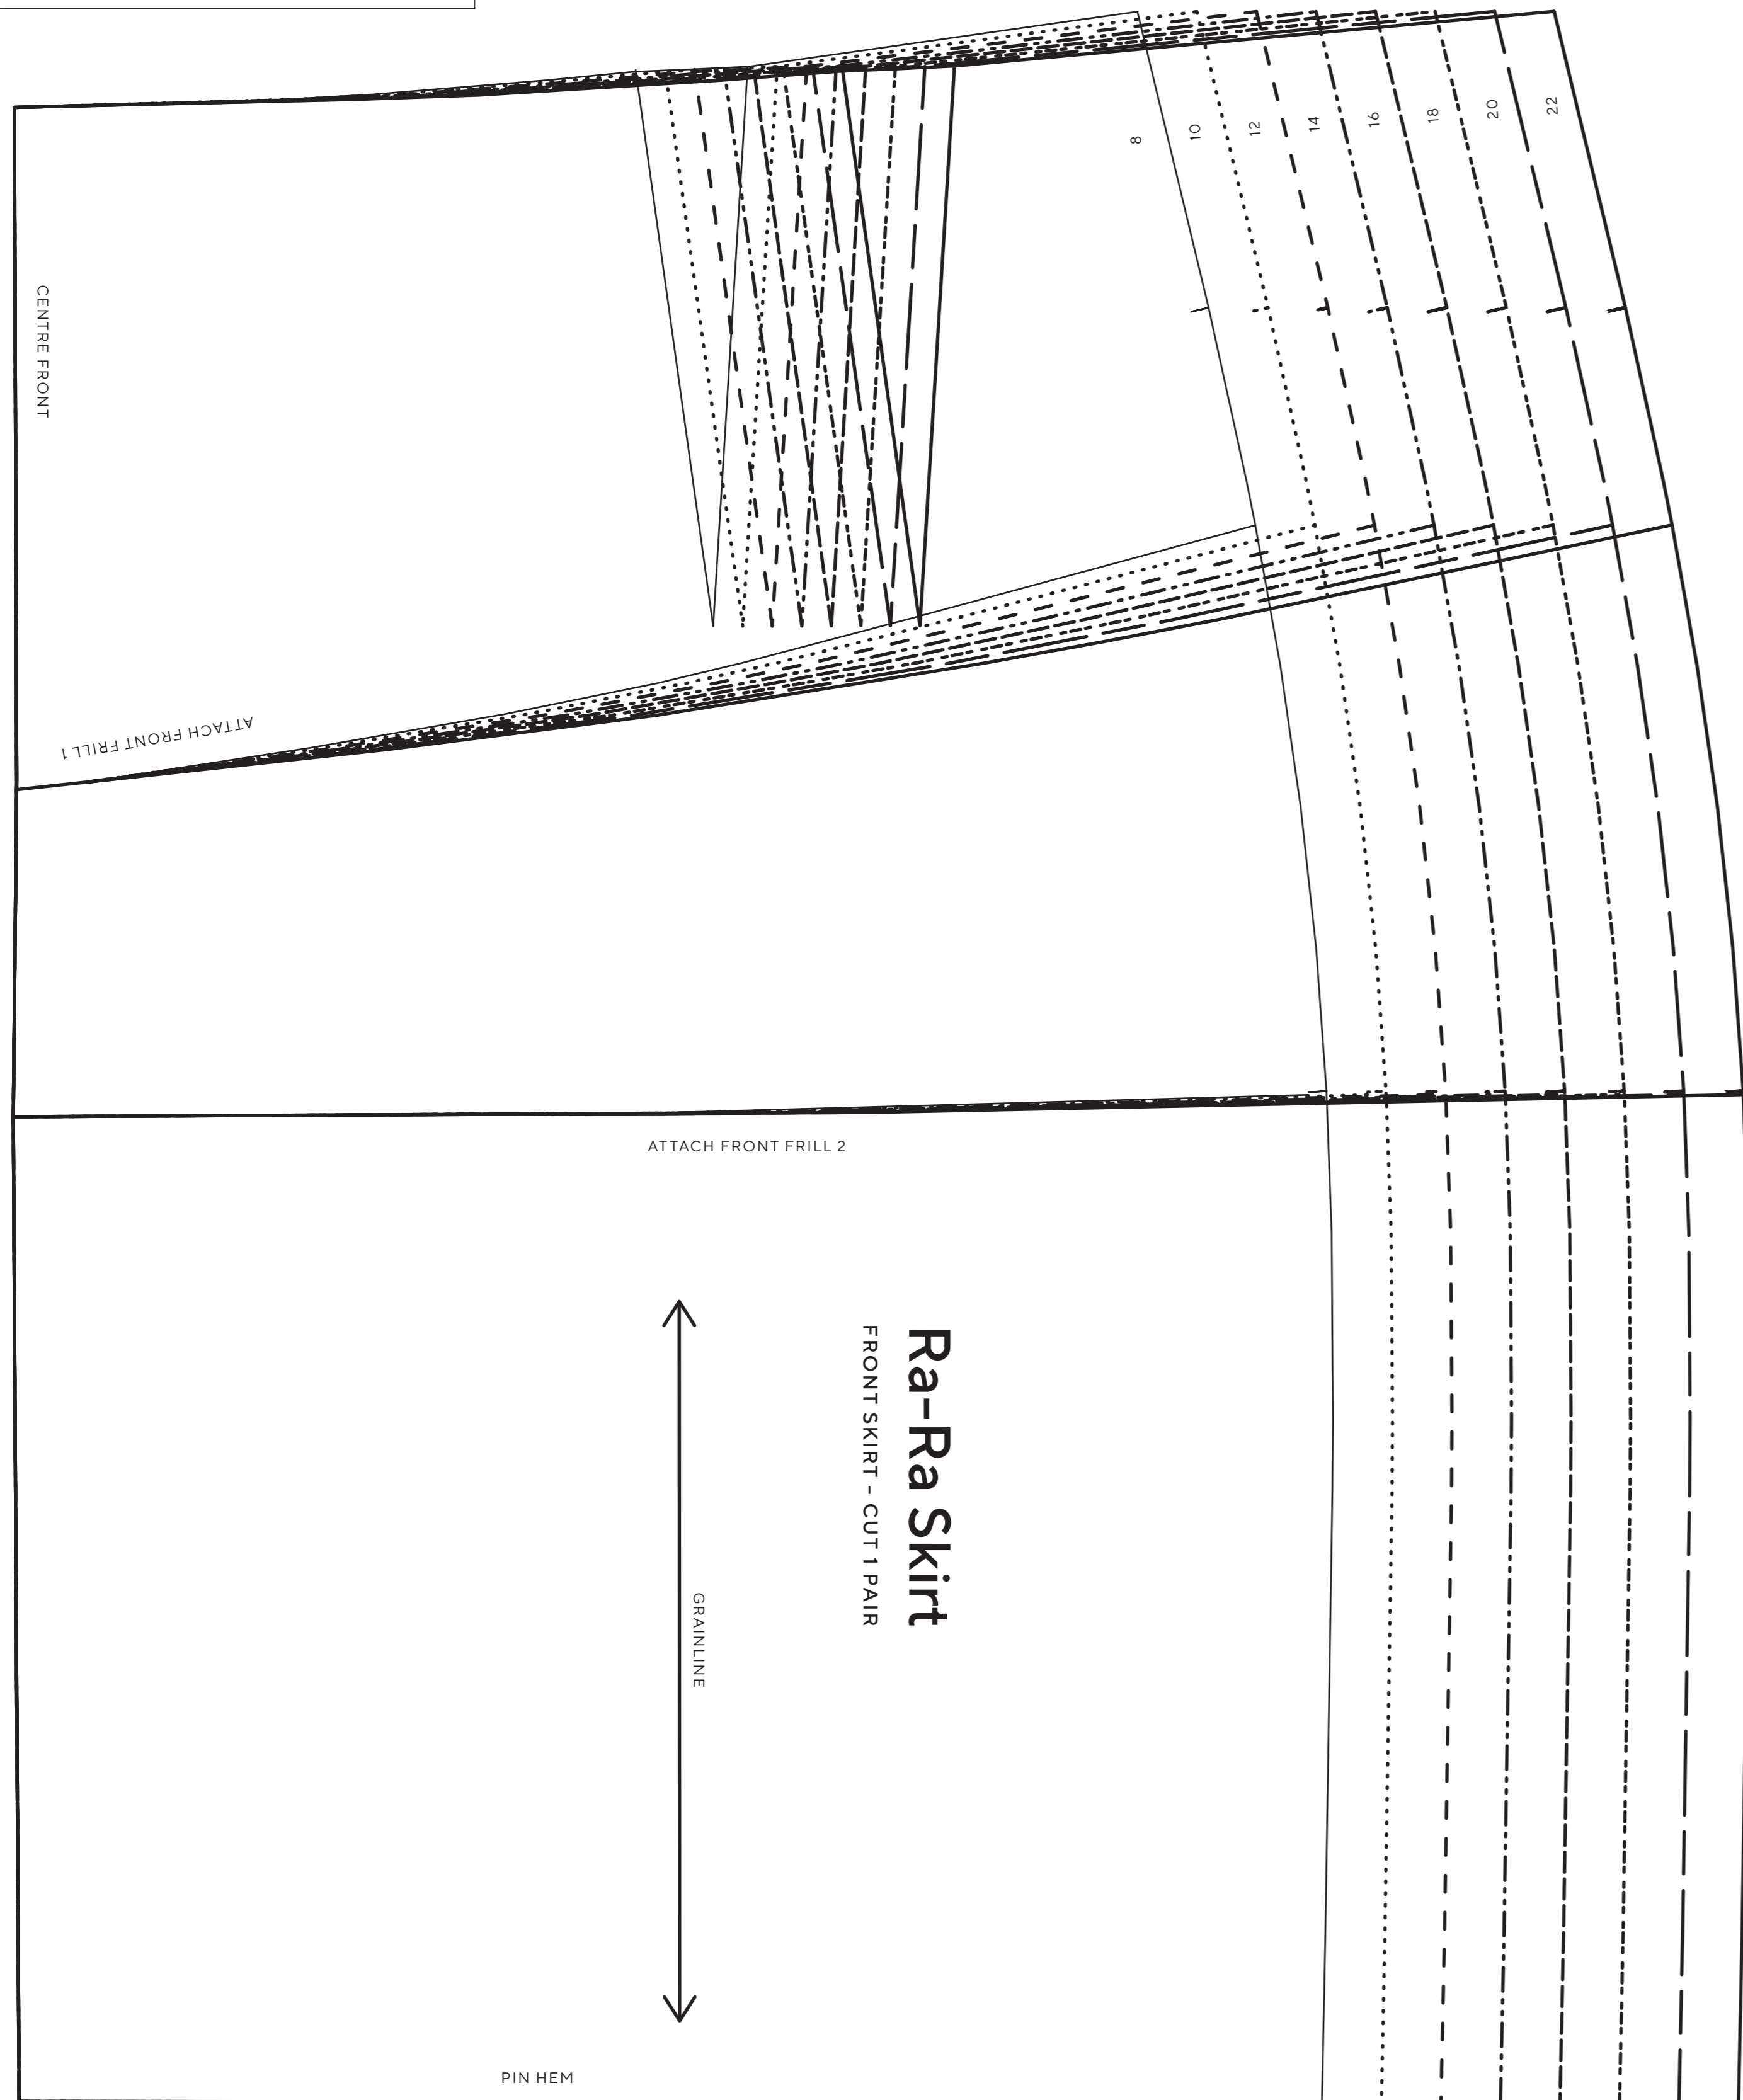 8
10
12
14
16
18
20
22
CENTRE FRONT
ATTACH FRONT FRILL 1
ATTACH FRONT FRILL 2
Ra-Ra Skirt
FRONT SKIRT – CUT 1 PAIR
GRAINLINE
PIN HEM